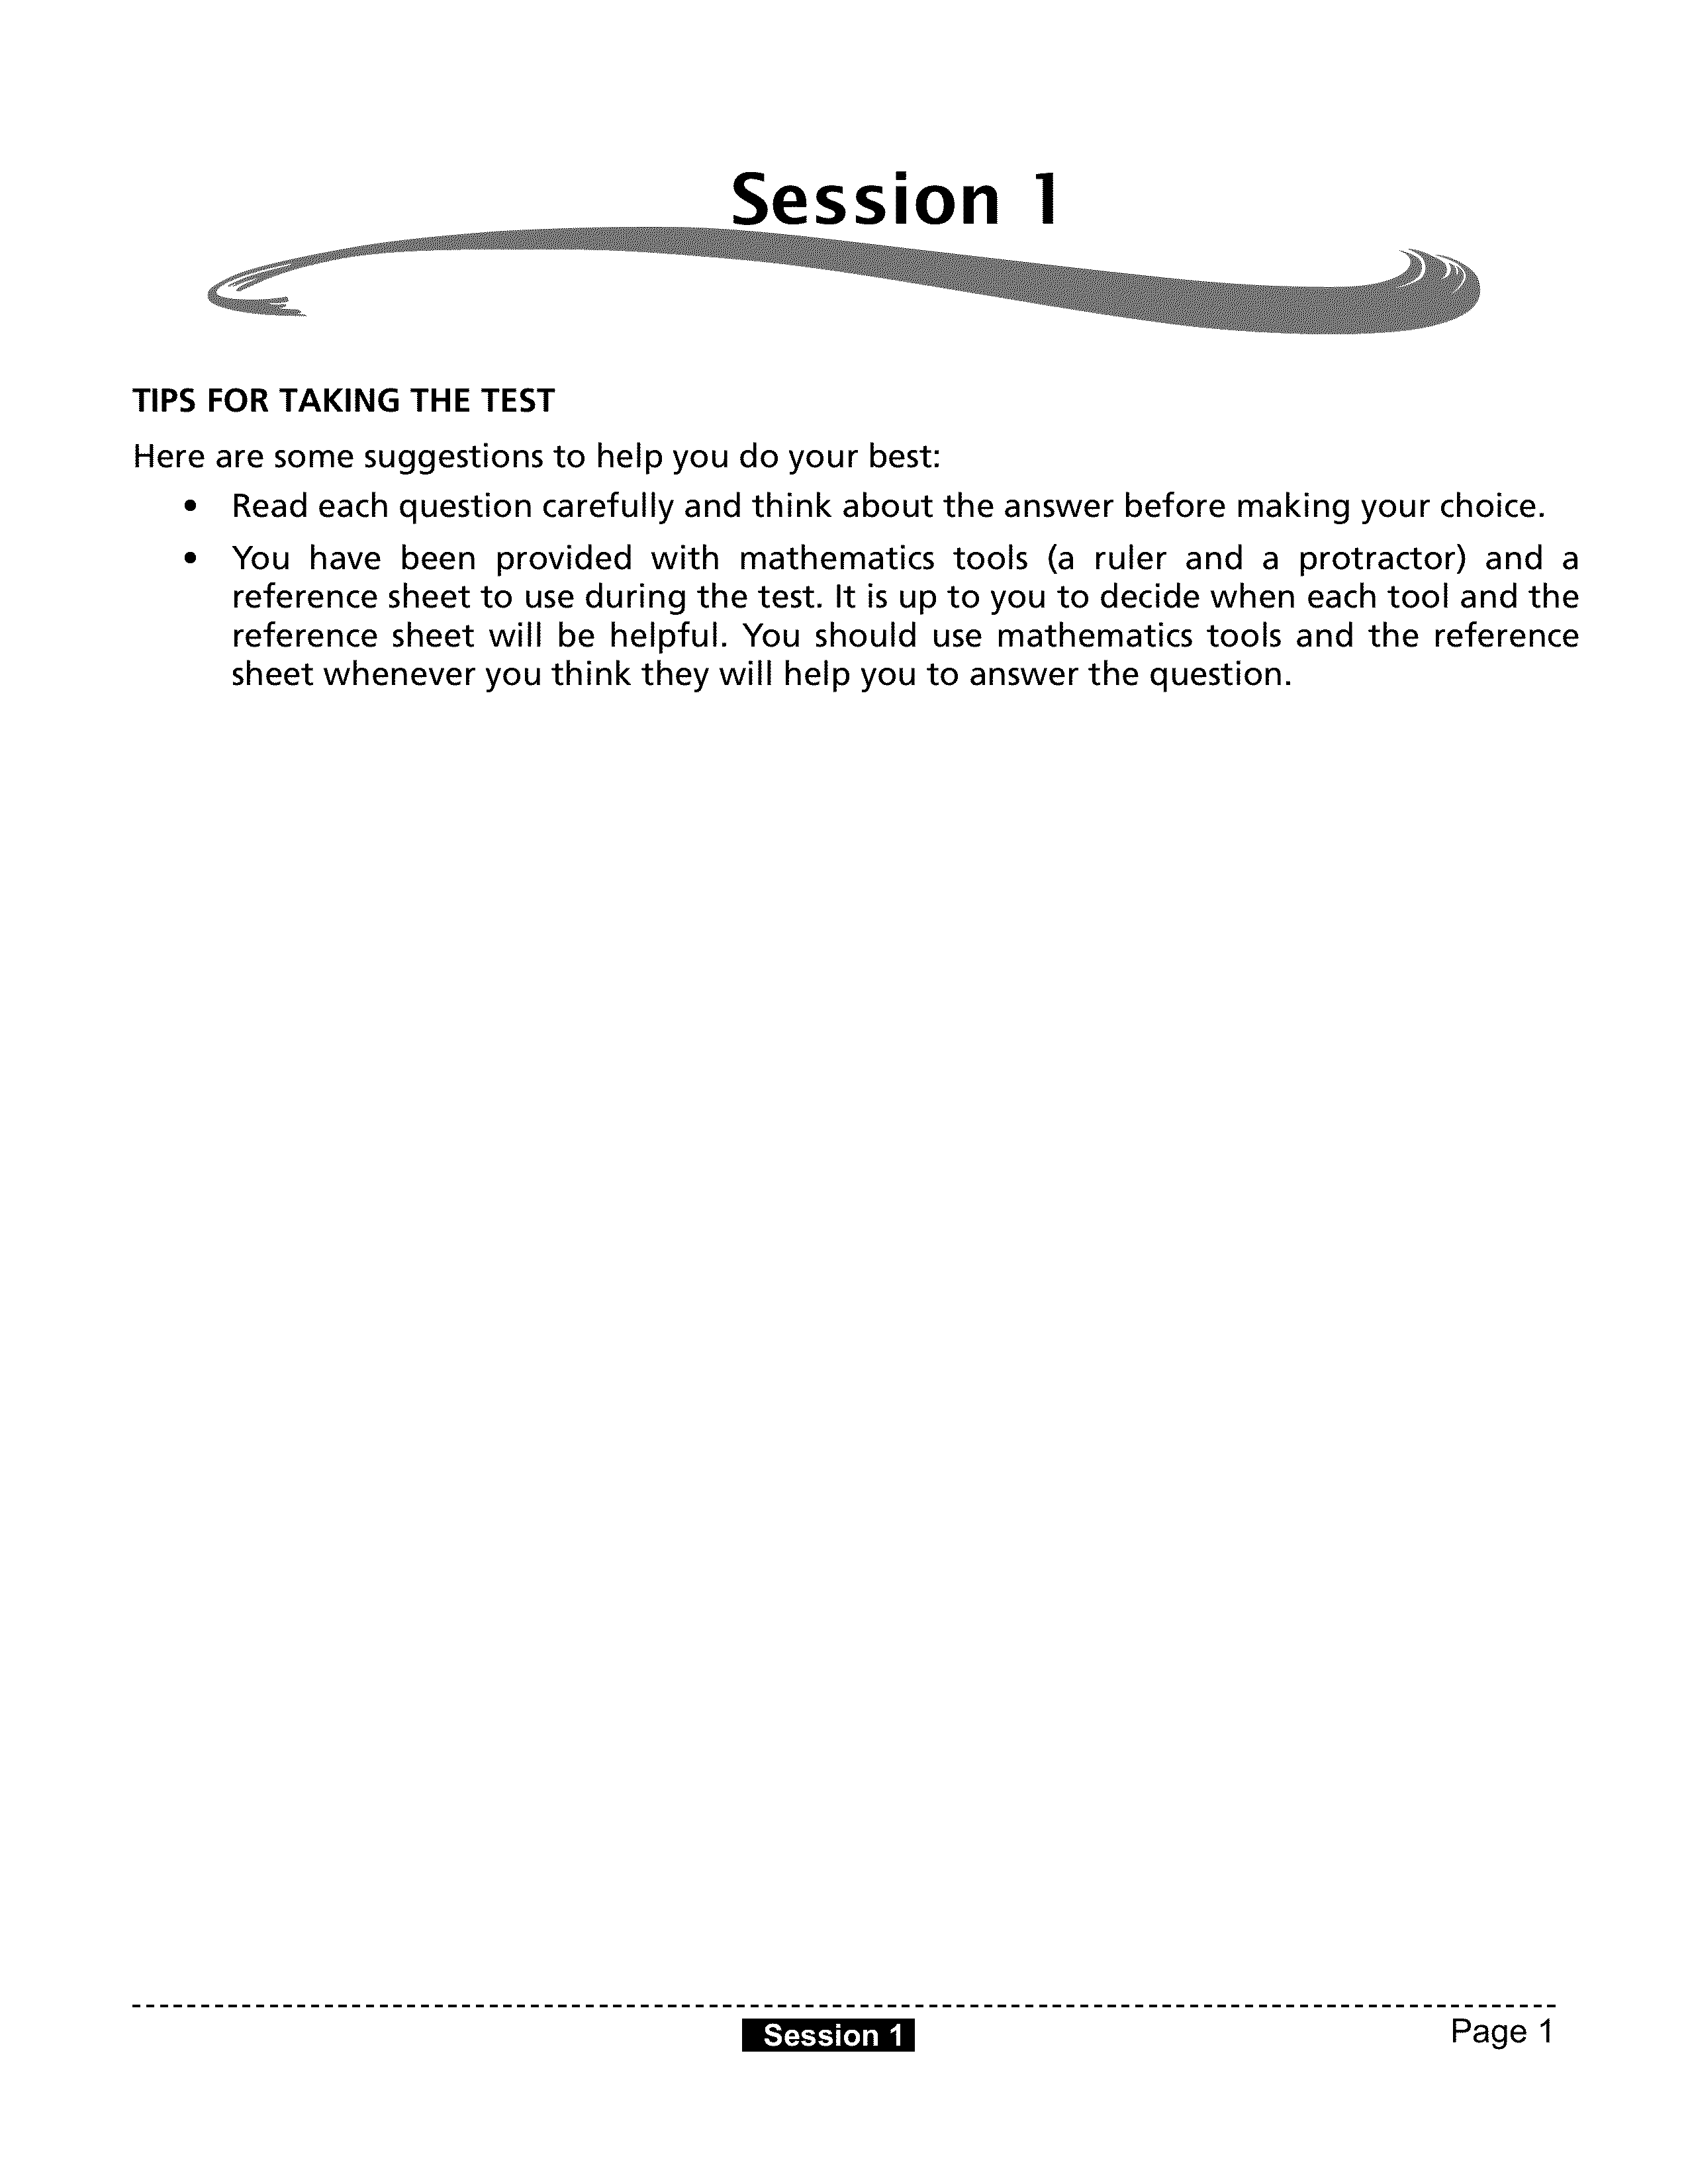 Session 1
TIPS FOR TAKING THE TEST
Here are some suggestions to help you do your best:
• Read each question carefully and think about the answer before making your choice.
• You have been provided with mathematics tools (a ruler and a protractor) and a
reference sheet to use during the test. It is up to you to decide when each tool and the
reference sheet will be helpful. You should use mathematics tools and the reference
sheet whenever you think they will help you to answer the question.
Session 1
Page 1